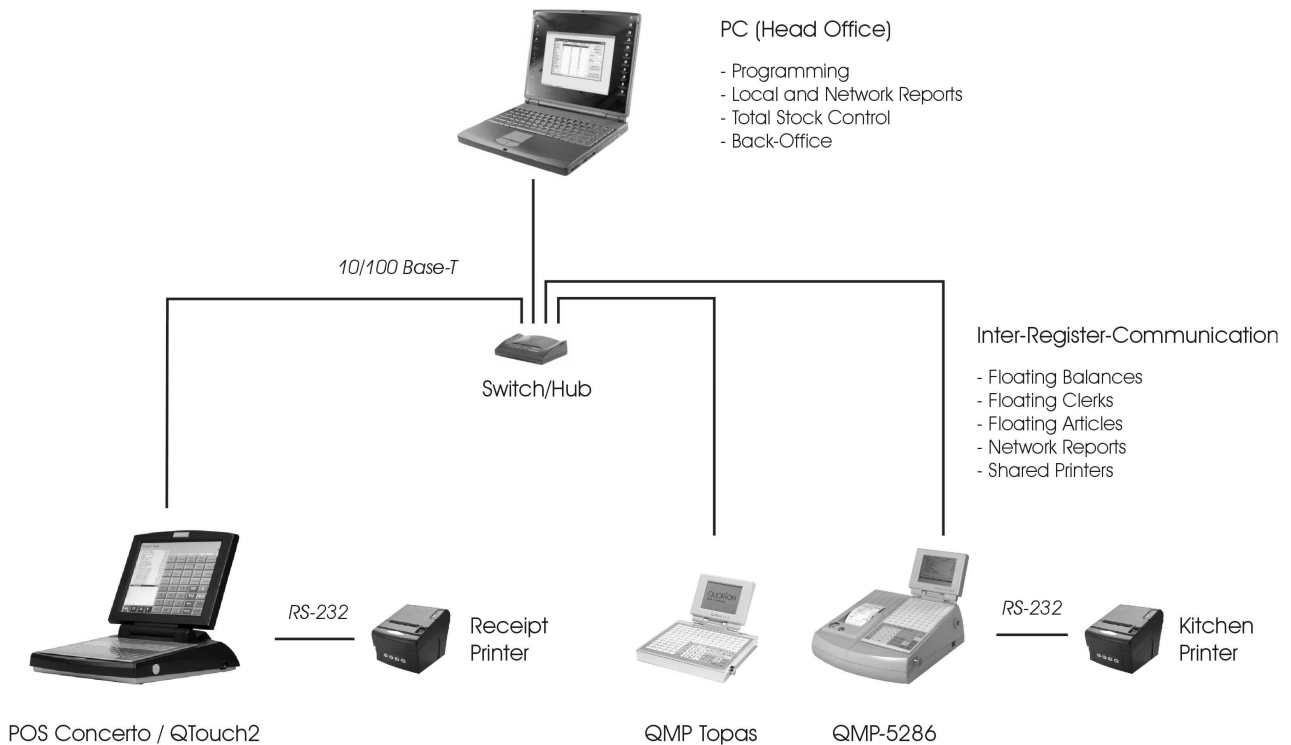 PC (Head Office)
- Programming
- Local and Network Reports
- Total Stock Control
- Back-Office
10/100 Base-T
Switch/Hub
Inter-Register-Communication
- Floating Balances
- Floating Clerks
- Floating Articles
- Network Reports
- Shared Printers
RS-232
Receipt
Printer
QUORION
RS-232
Kitchen
Printer
POS Concerto / QTouch2
QMP Topas
QMP-5286